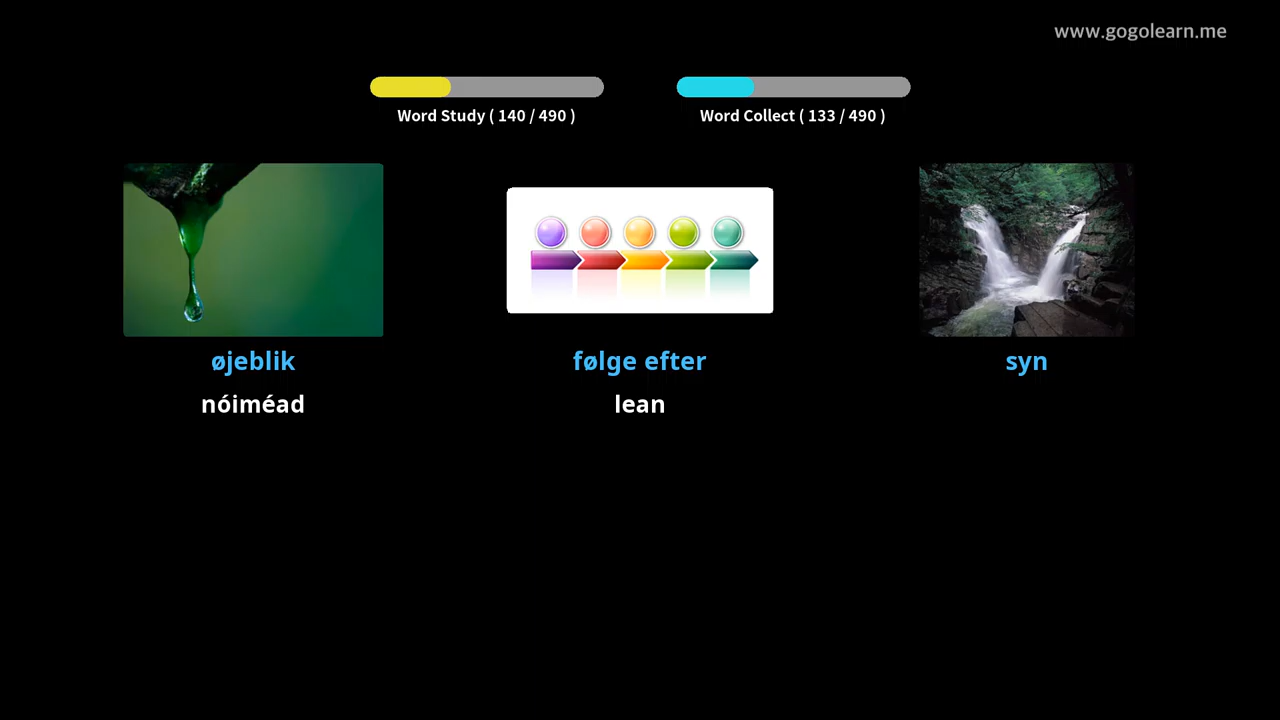 www.gogolearn.me
Word Study ( 140 / 490 )
Word Collect ( 133 / 490 )
øjeblik
følge efter
syn
nóiméad
lean